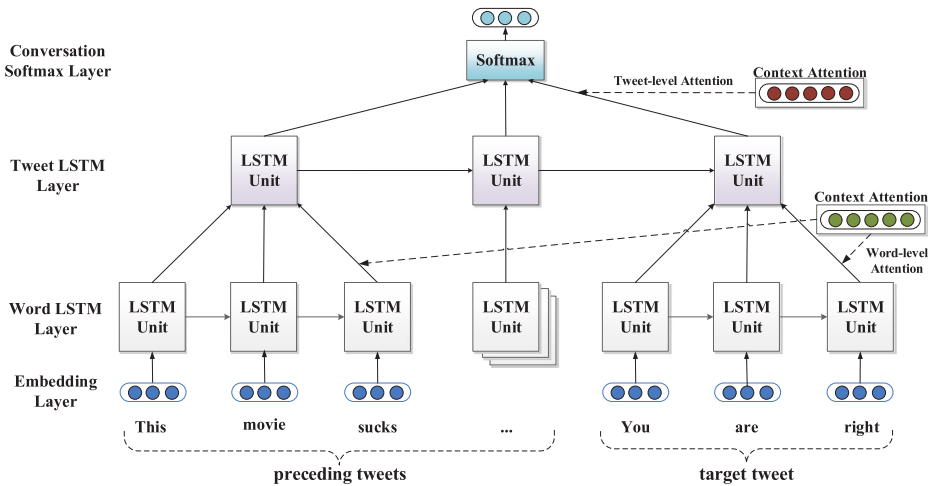 Conversation
Softmax Layer
Softmax
Tweet-level Attention
Context Attention
Tweet LSTM
Layer
LSTM
Unit
LSTM
Unit
LSTM
Unit
Context Attention
Word-level
Attention
Word LSTM
Layer
LSTM
Unit
LSTM
Unit
LSTM
Unit
LSTM
Unit
LSTM
Unit
LSTM
Unit
LSTM
Unit
Embedding
Layer
This
movie
sucks
...
You
are
right
preceding tweets
target tweet